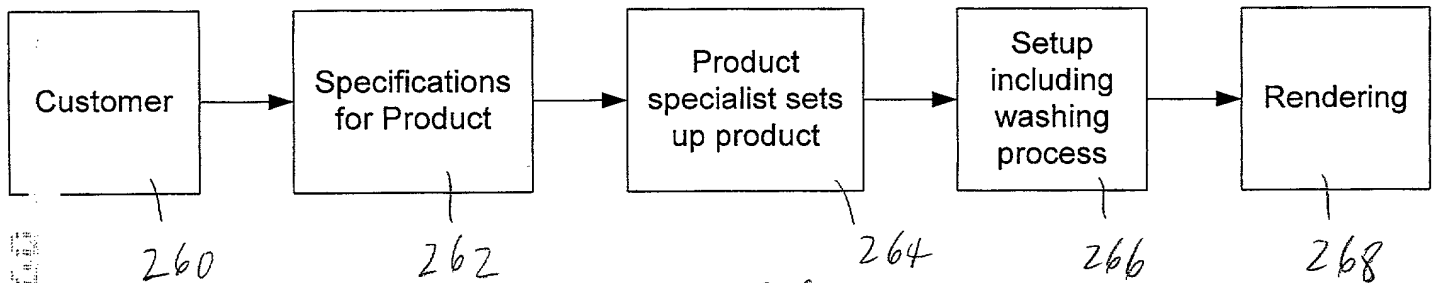 Customer
Specifications
for Product
Product
specialist sets
up product
Setup
including
washing
process
Rendering
260
262
264
266
268